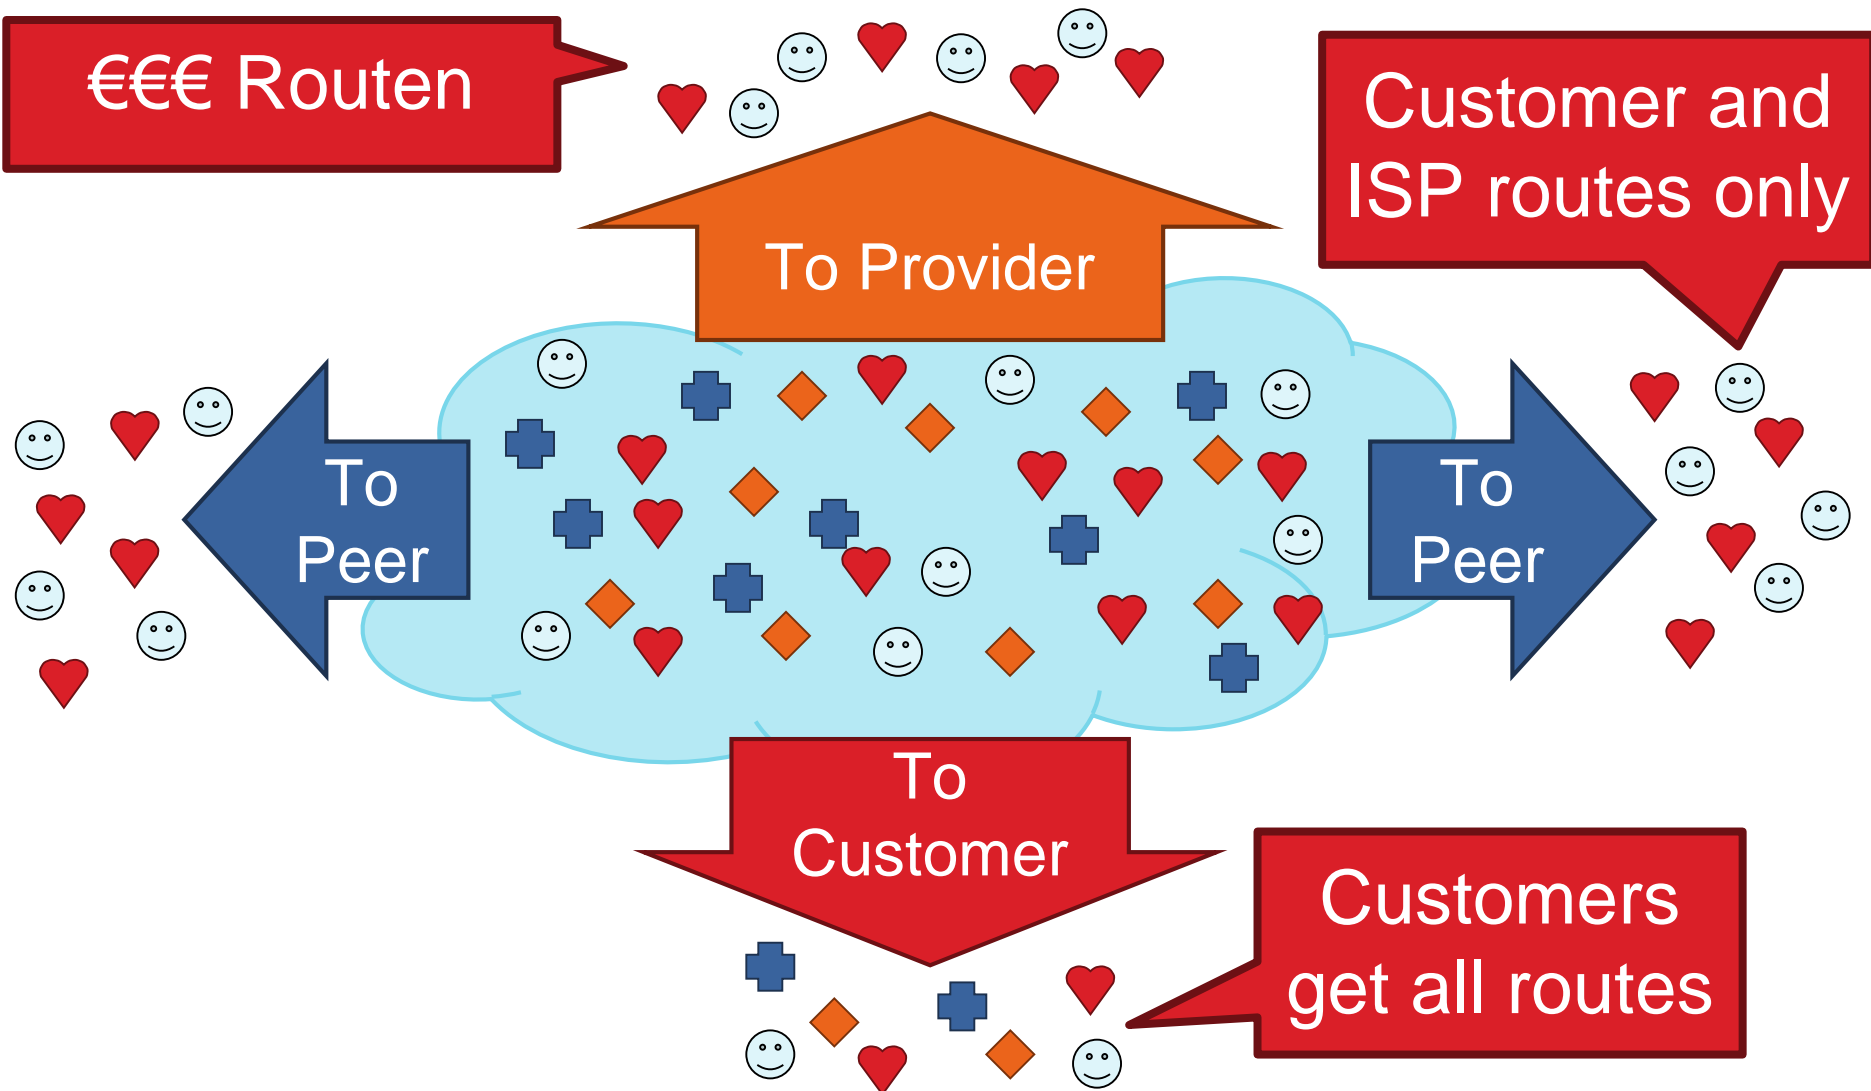 €€€ Routen
Customer and
ISP routes only
To Provider
To
Peer
To
Peer
To
Customer
Customers
get all routes